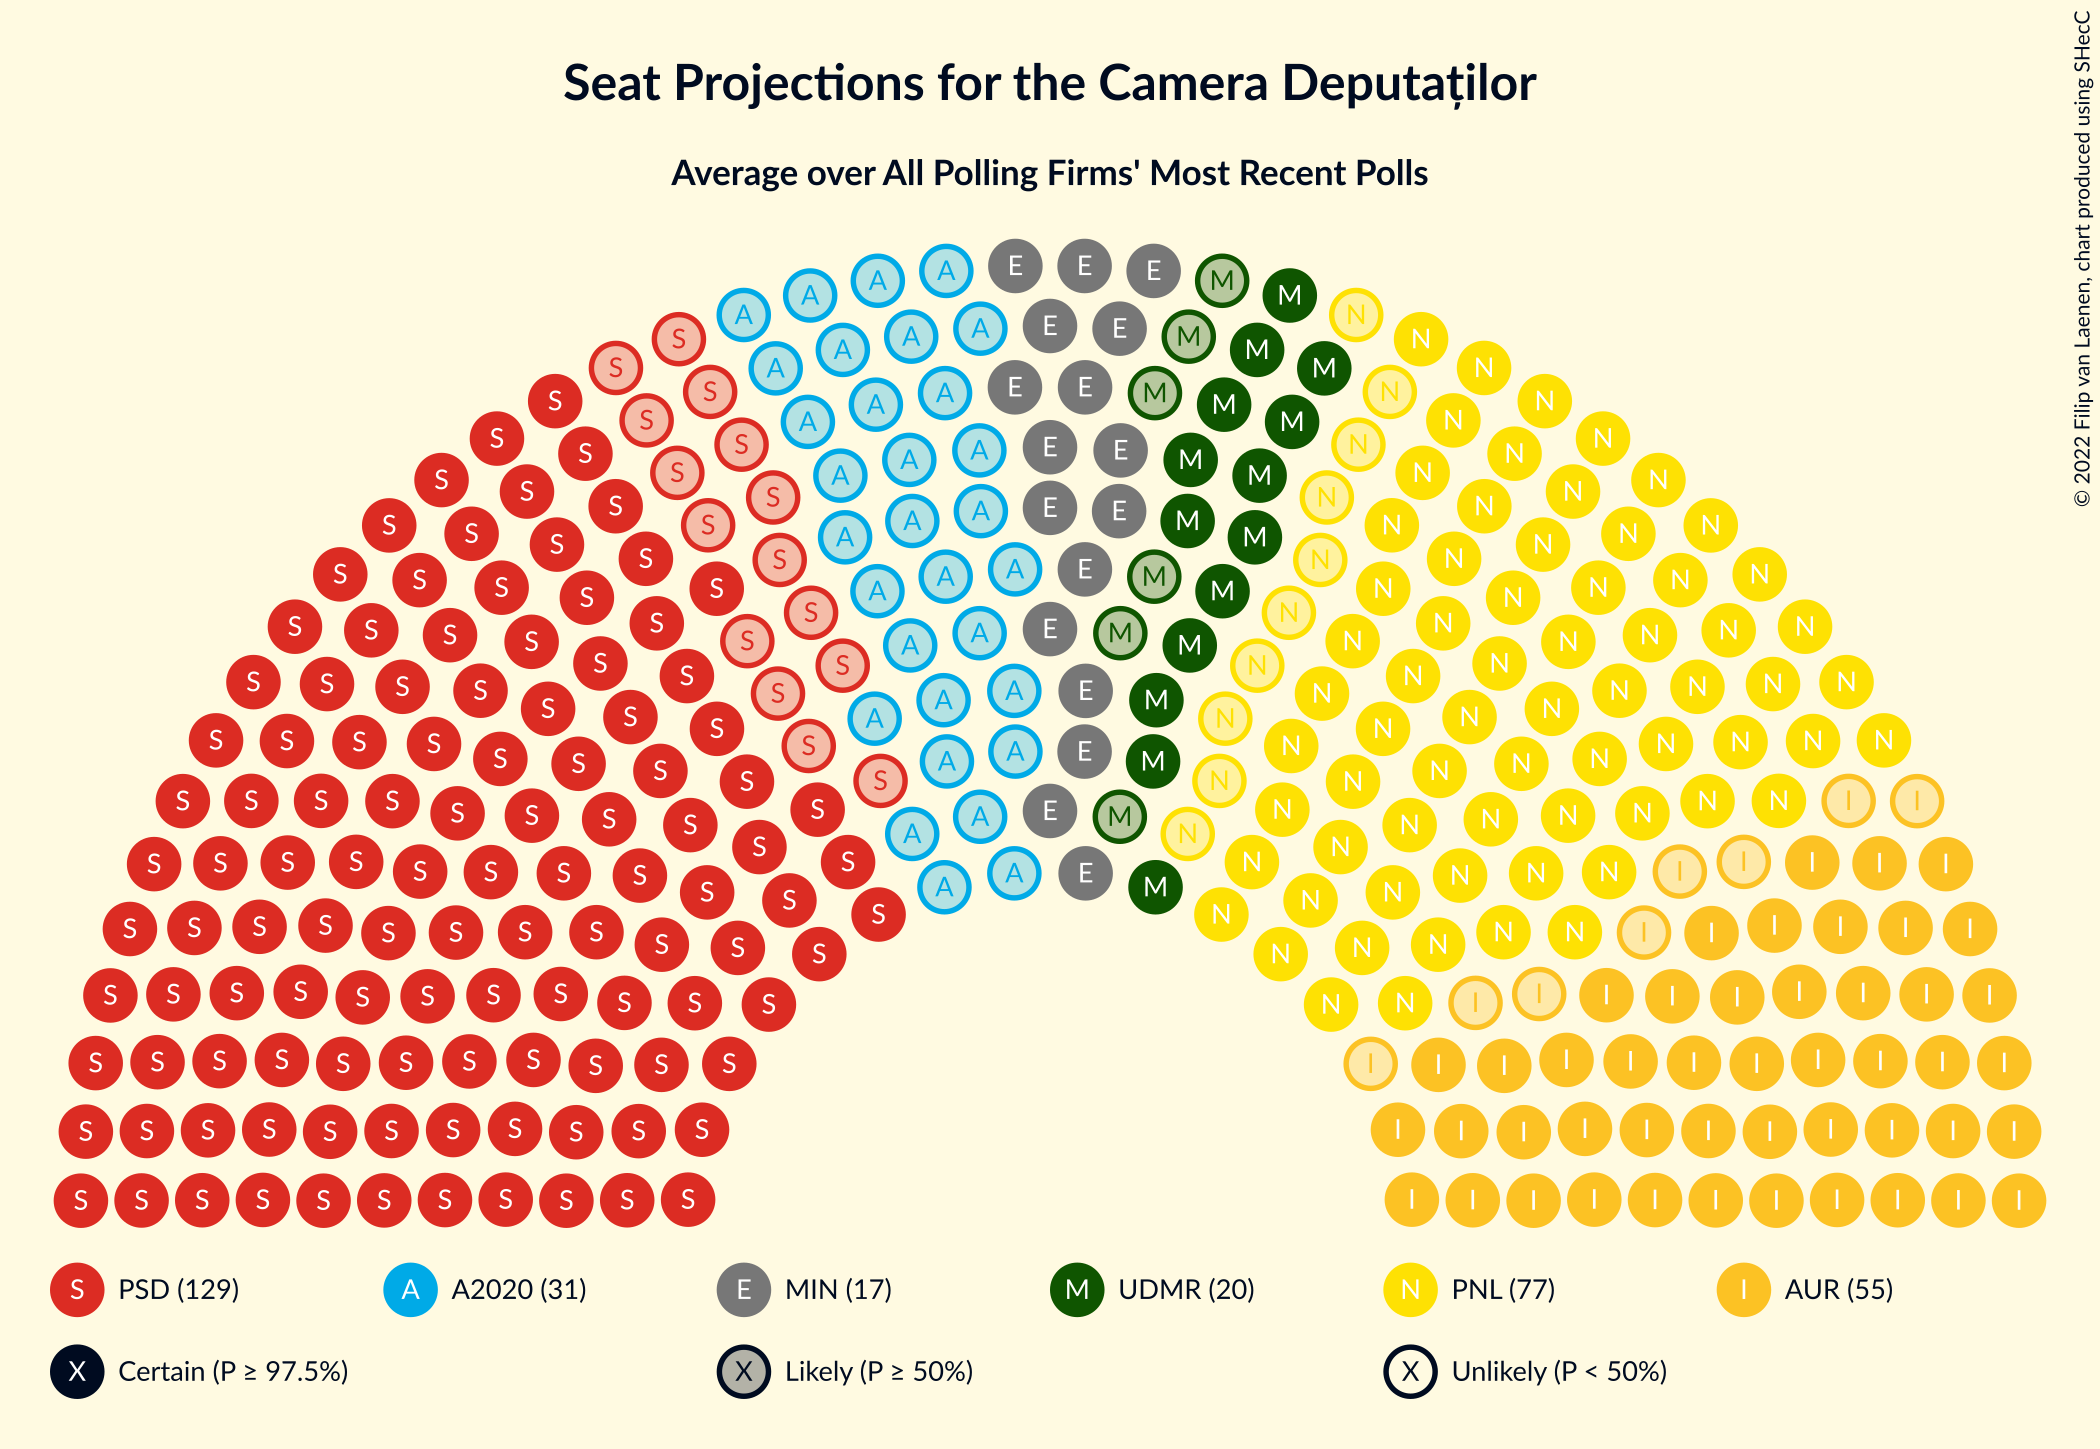 Seat Projections for the Camera Deputaților
Average over All Polling Firms' Most Recent Polls
© 2022 Filip van Laenen, chart produced using SHecC
S PSD (129) A A2020 (31) E MIN (17) M UDMR (20) N PNL (77) I AUR (55)
X Certain (P ≥ 97.5%) X Likely (P ≥ 50%) X Unlikely (P < 50%)